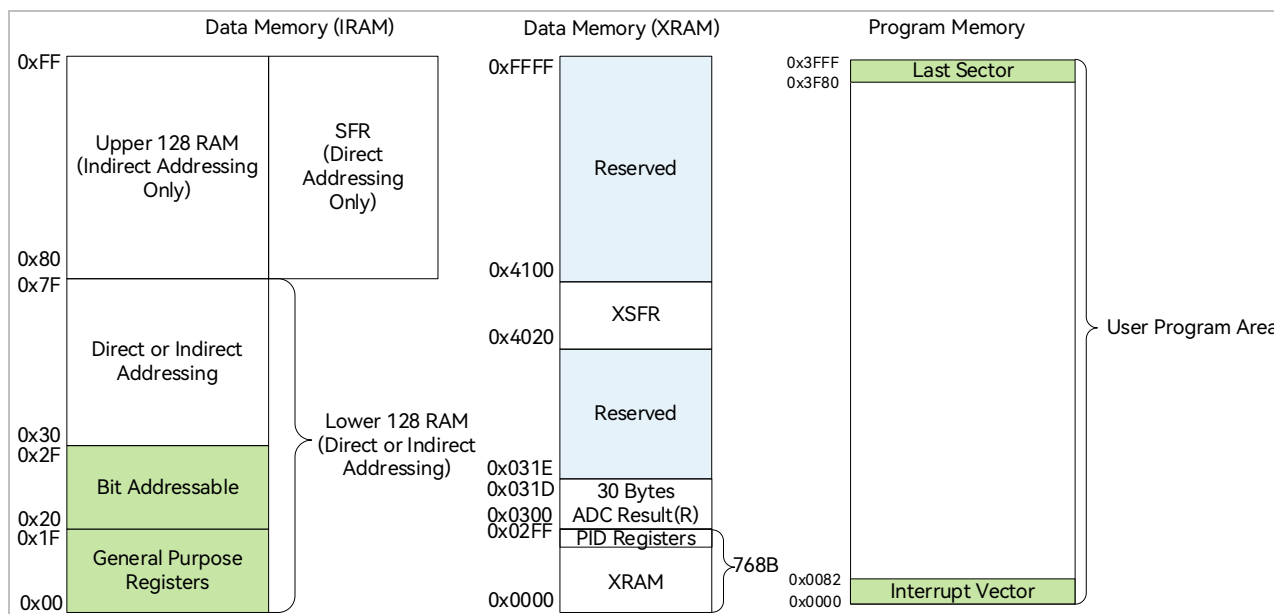 Data Memory (IRAM)
0xFF
Upper 128 RAM
(Indirect Addressing
Only)
SFR
(Direct
Addressing
Only)
0x80
0x7F
Direct or Indirect
Addressing
0x30
0x2F
Bit Addressable
0x20
0x1F
General Purpose
Registers
0x00
Lower 128 RAM
(Direct or Indirect
Addressing)
Data Memory (XRAM)
0xFFFF
Reserved
0x4100
XSFR
0x4020
Reserved
0x031E
0x031D
30 Bytes
ADC Result(R)
0x0300
0x02FF
PID Registers
XRAM
768B
0x0000
Program Memory
0x3FFF
Last Sector
0x3F80
User Program Area
0x0082
Interrupt Vector
0x0000